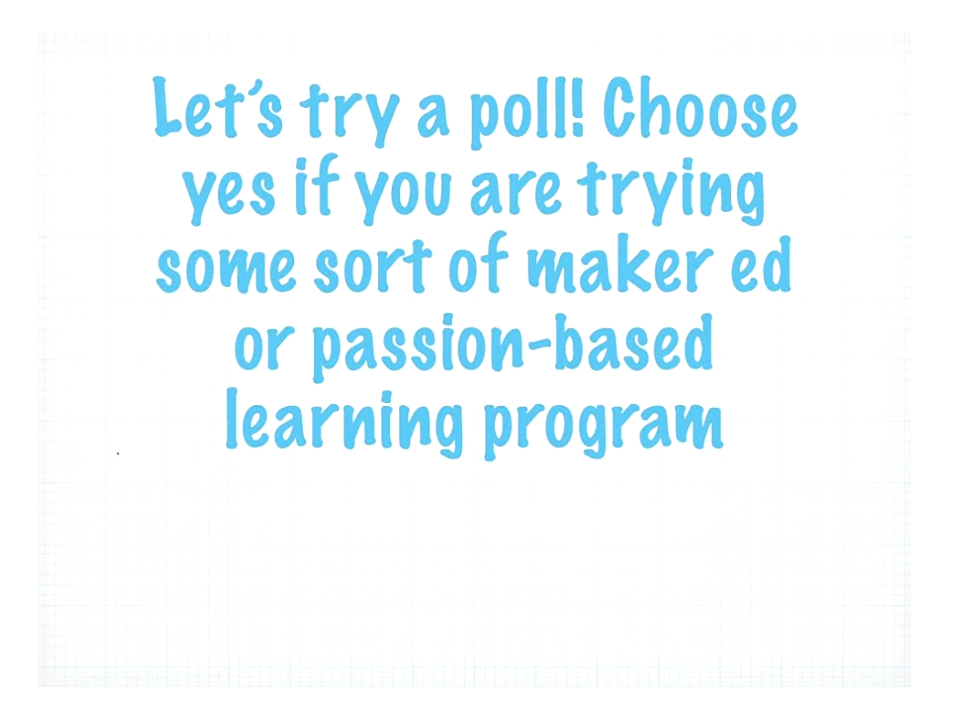 Let's try a poll! Choose
yes if you are trying
some sort of maker ed
or passion-based
learning program